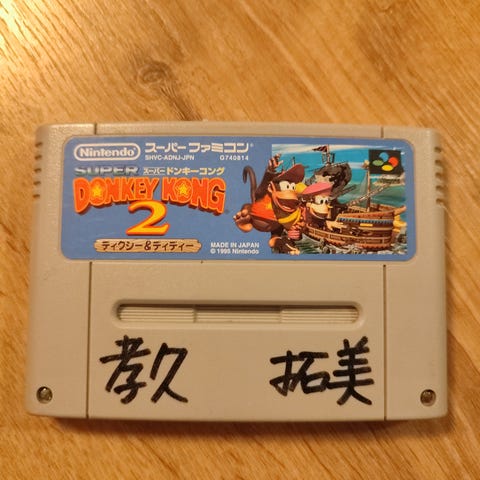 Nintendo スーパーファミコン
SHVC-ADNJ-JPN G740814
SUPER スーパードンキーコング
DONKEY KONG
2
ディクシー&ディディー
MADE IN JAPAN
© 1995 Nintendo
孝久 拓美